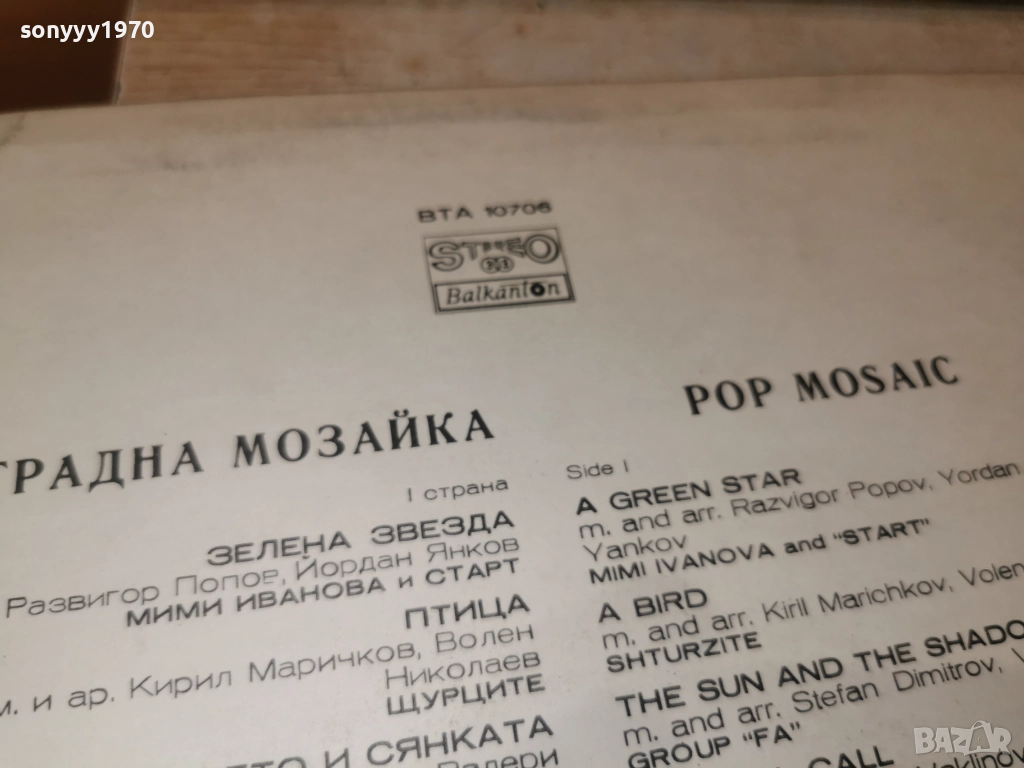 sonyyy1970
BTA 10706
STEREO
Balkanton
ГРАДНА МОЗАЙКА
I страна
ЗЕЛЕНА ЗВЕЗДА
Развигор Попов, Йордан Янков
МИМИ ИВАНОВА и СТАРТ
ПТИЦА
м. и ар. Кирил Маричков, Волен
Николаев
ЩУРЦИТЕ
И СЯНКАТА
POP MOSAIC
Side I
A GREEN STAR
m. and arr. Razvigor Popov, Yordan
Yankov
MIMI IVANOVA and "START"
A BIRD
m. and arr. Kiril Marichkov, Volen
SHTURZITE
THE SUN AND THE SHADO
m. and arr. Stefan Dimitrov, V
GROUP "FA"
CALL
BAZAR